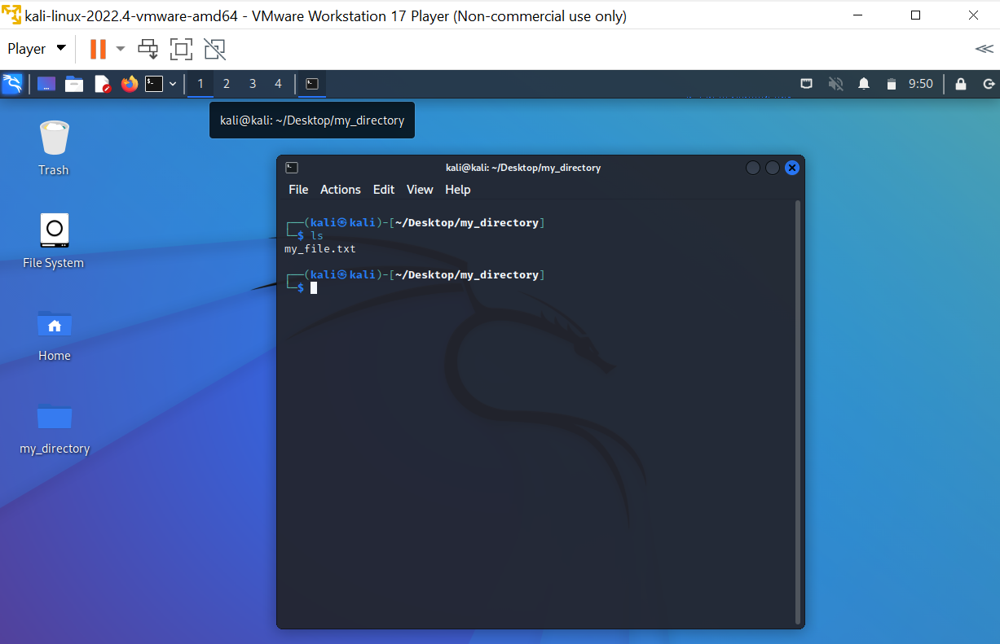 kali-linux-2022.4-vmware-amd64 - VMware Workstation 17 Player (Non-commercial use only)
Player
1 2 3 4 9:50
kali@kali: ~/Desktop/my_directory
Trash
File System
Home
my_directory
kali@kali: ~/Desktop/my_directory
File Actions Edit View Help
┌──(kali㉿kali)-[~/Desktop/my_directory]
└─$ ls
my_file.txt
┌──(kali㉿kali)-[~/Desktop/my_directory]
└─$